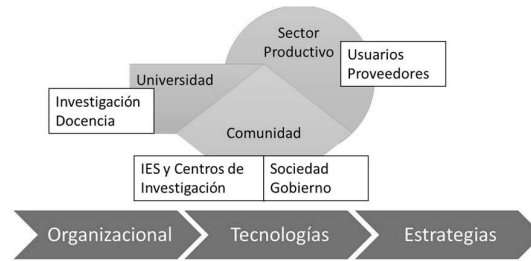 Sector
Productivo
Usuarios
Proveedores
Universidad
Investigación
Docencia
Comunidad
IES y Centros de
Investigación
Sociedad
Gobierno
Organizacional
Tecnologías
Estrategias